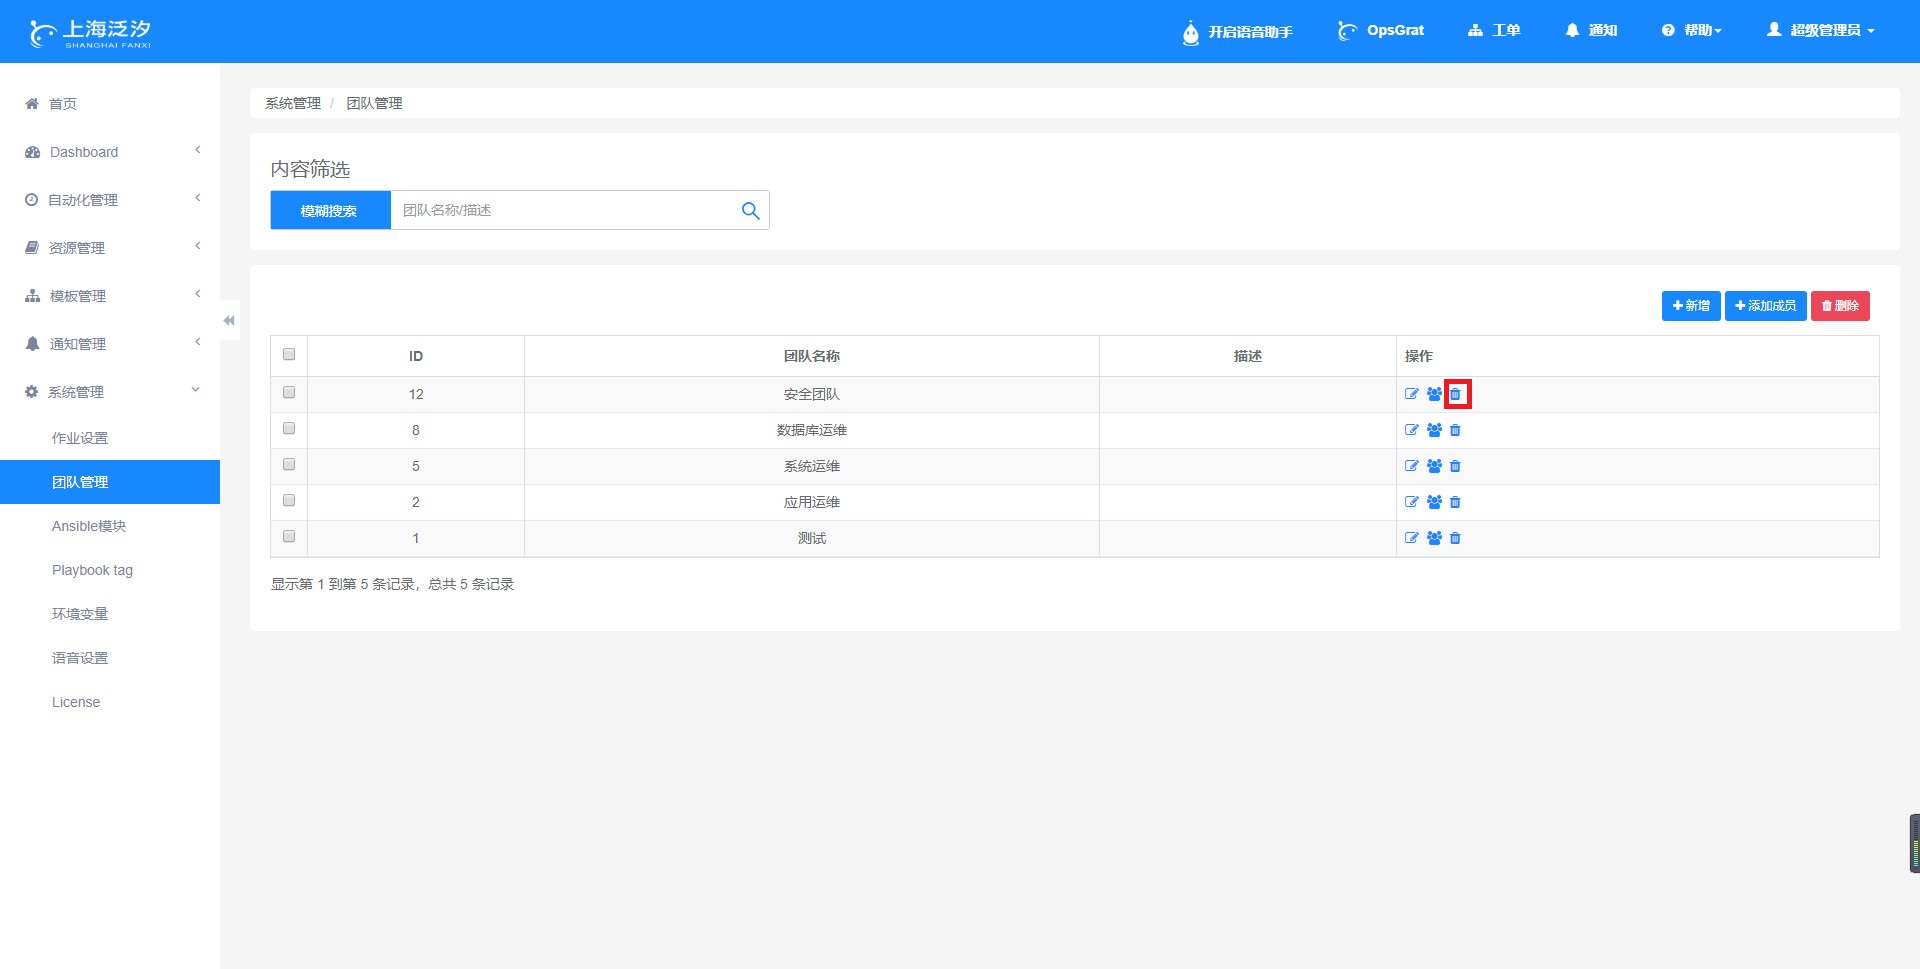 上海泛汐
SHANGHAI FANXI
开启语音助手
OpsGrat
工单
通知
帮助
超级管理员
首页
Dashboard
自动化管理
资源管理
模板管理
通知管理
系统管理
作业设置
团队管理
Ansible模块
Playbook tag
环境变量
语音设置
License
系统管理 / 团队管理
内容筛选
模糊搜索 团队名称/描述
新增 添加成员 删除
ID 团队名称 描述 操作
12 安全团队
8 数据库运维
5 系统运维
2 应用运维
1 测试
显示第 1 到第 5 条记录，总共 5 条记录